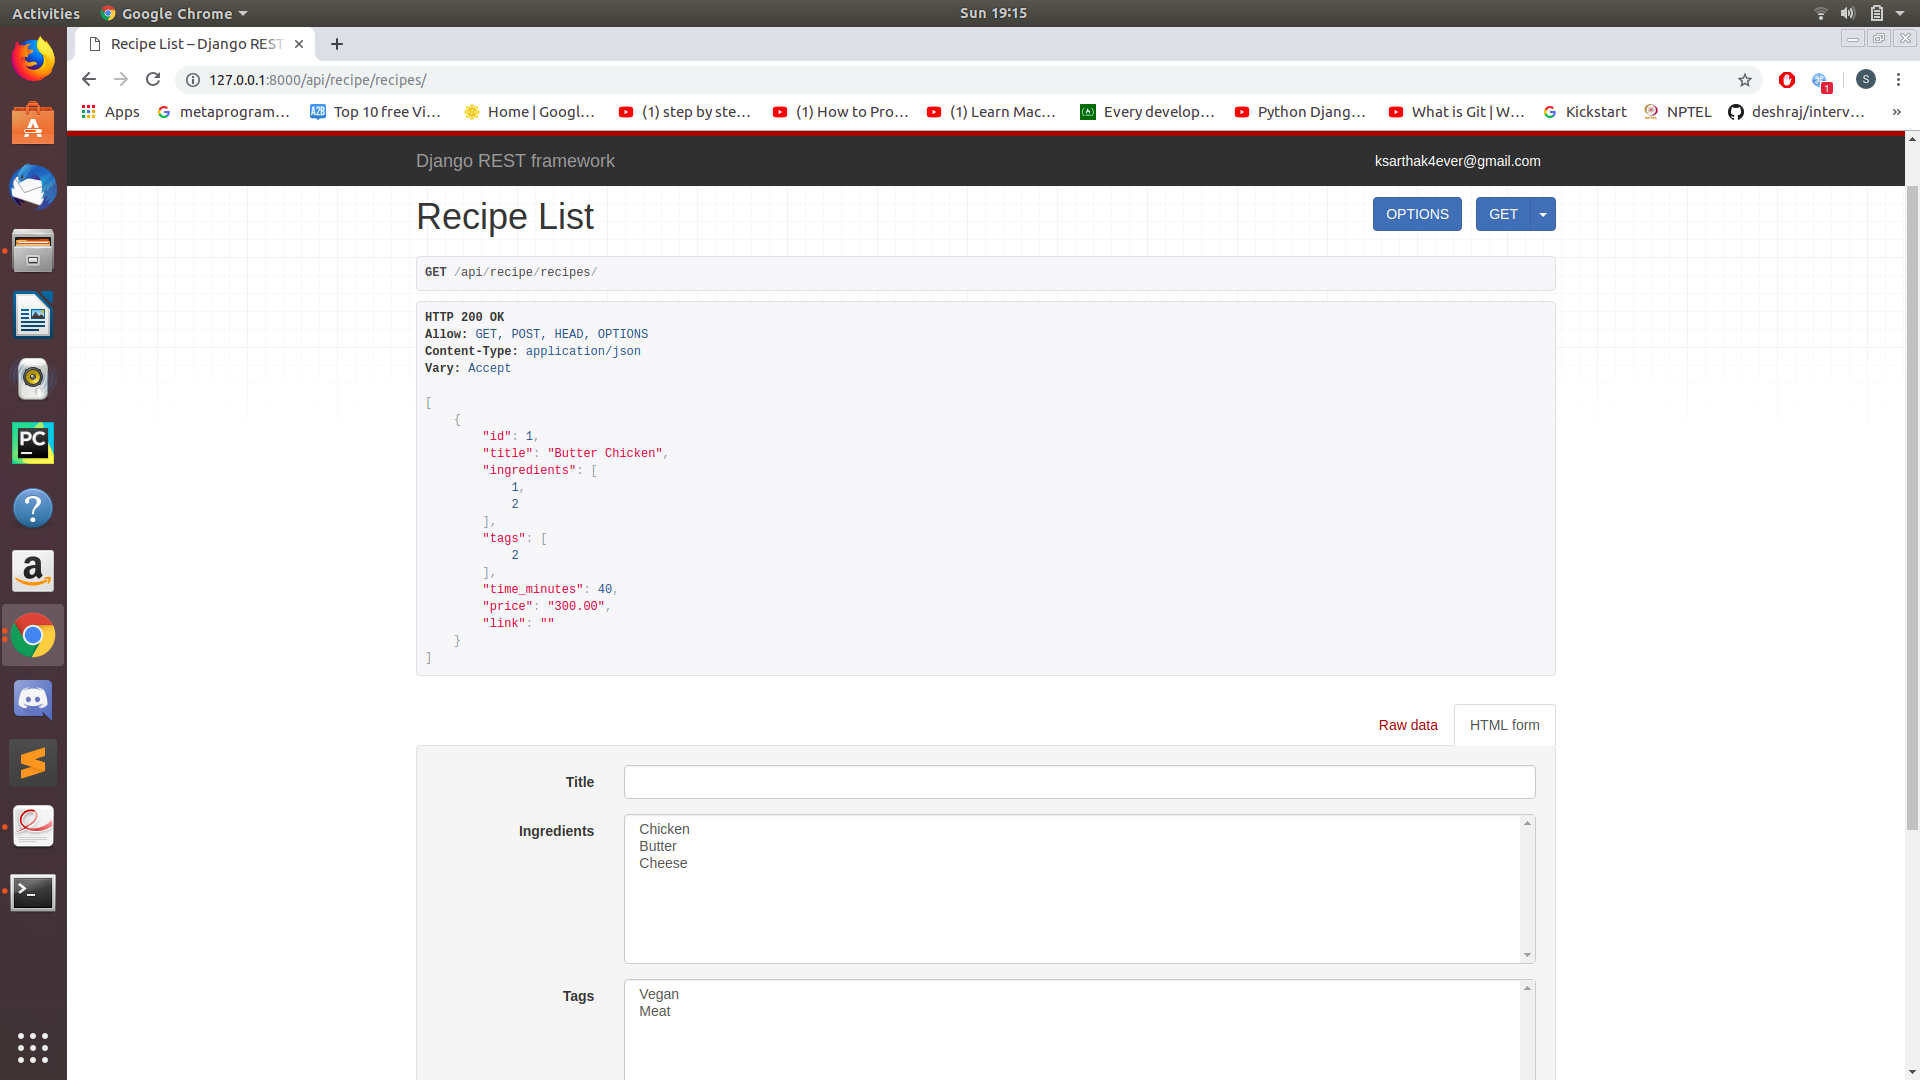 Activities Google Chrome Sun 19:15
Recipe List – Django REST
127.0.0.1:8000/api/recipe/recipes/ S 1
Apps metaprogram… Top 10 free Vi… Home | Googl… (1) step by ste… (1) How to Pro… (1) Learn Mac… Every develop… Python Djang… What is Git | W… Kickstart NPTEL deshraj/interv… »
Django REST framework ksarthak4ever@gmail.com
Recipe List OPTIONS GET
GET /api/recipe/recipes/
HTTP 200 OK
Allow: GET, POST, HEAD, OPTIONS
Content-Type: application/json
Vary: Accept
[
{
"id": 1,
"title": "Butter Chicken",
"ingredients": [
1,
2
],
"tags": [
2
],
"time_minutes": 40,
"price": "300.00",
"link": ""
}
]
Raw data HTML form
Title
Ingredients Chicken
Butter
Cheese
Tags Vegan
Meat